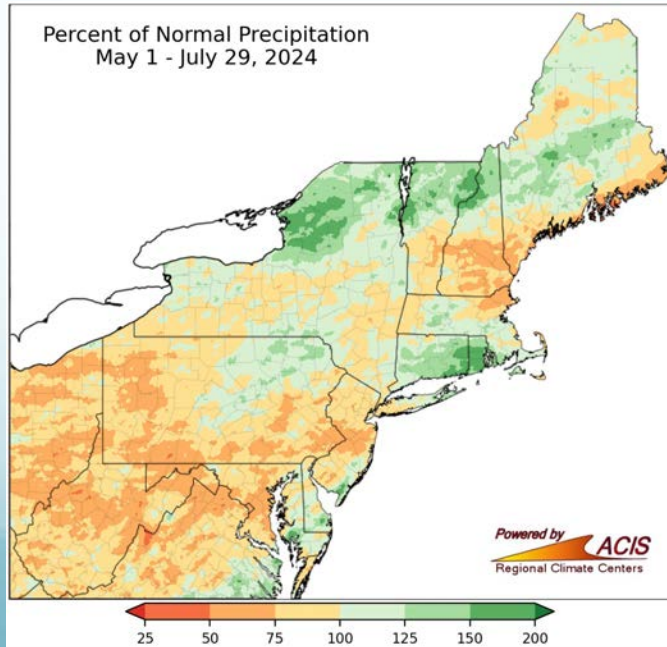 Percent of Normal Precipitation
May 1 - July 29, 2024
Powered by
ACIS
Regional Climate Centers
25 50 75 100 125 150 200